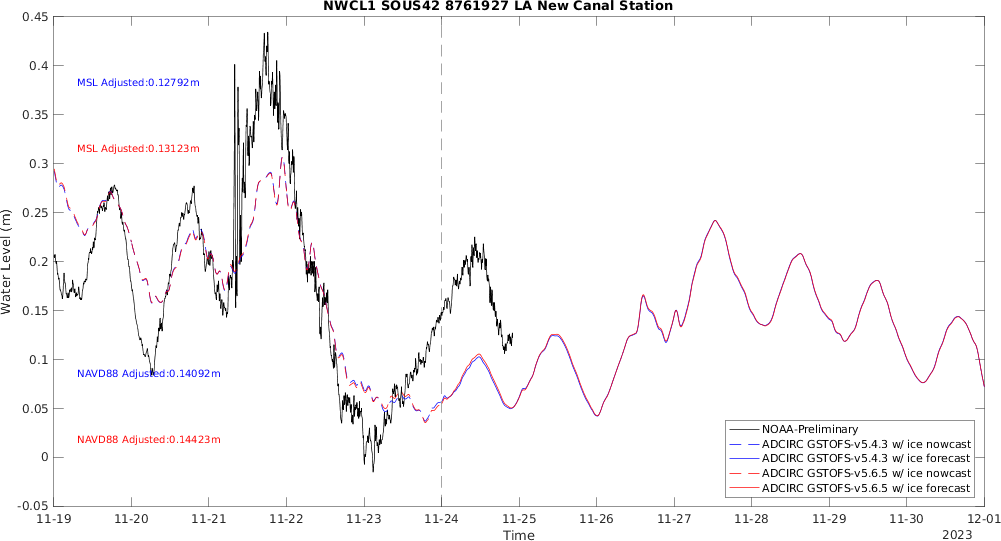 NWCL1 SOUS42 8761927 LA New Canal Station
Water Level (m)
0.45
0.4
0.35
0.3
0.25
0.2
0.15
0.1
0.05
0
-0.05
MSL Adjusted:0.12792m
MSL Adjusted:0.13123m
NAVD88 Adjusted:0.14092m
NAVD88 Adjusted:0.14423m
NOAA-Preliminary
ADCIRC GSTOFS-v5.4.3 w/ ice nowcast
ADCIRC GSTOFS-v5.4.3 w/ ice forecast
ADCIRC GSTOFS-v5.6.5 w/ ice nowcast
ADCIRC GSTOFS-v5.6.5 w/ ice forecast
11-19 11-20 11-21 11-22 11-23 11-24 11-25 11-26 11-27 11-28 11-29 11-30 12-01
Time
2023